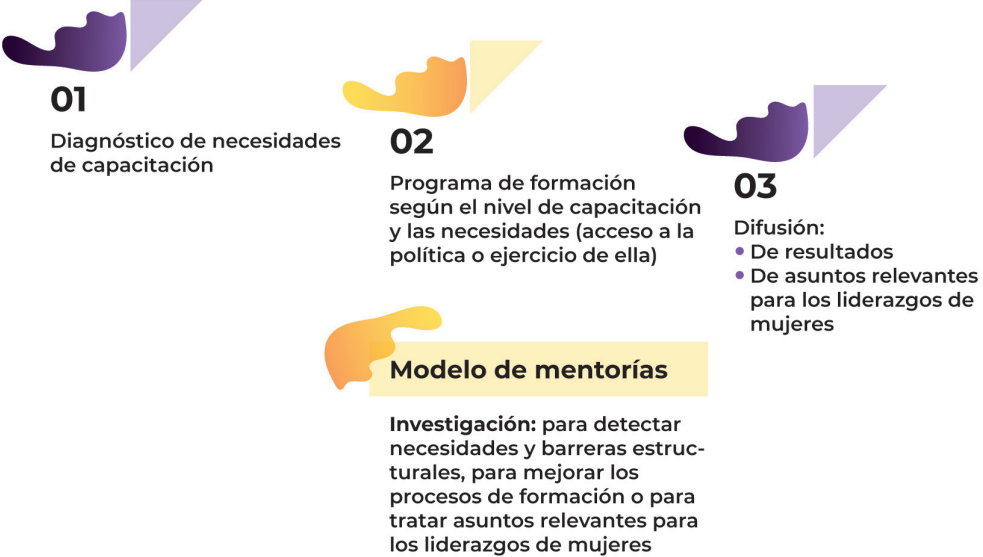 01
Diagnóstico de necesidades
de capacitación
02
Programa de formación
según el nivel de capacitación
y las necesidades (acceso a la
política o ejercicio de ella)
03
Difusión:
• De resultados
• De asuntos relevantes
para los liderazgos de
mujeres
Modelo de mentorías
Investigación: para detectar
necesidades y barreras estruc-
turales, para mejorar los
procesos de formación o para
tratar asuntos relevantes para
los liderazgos de mujeres